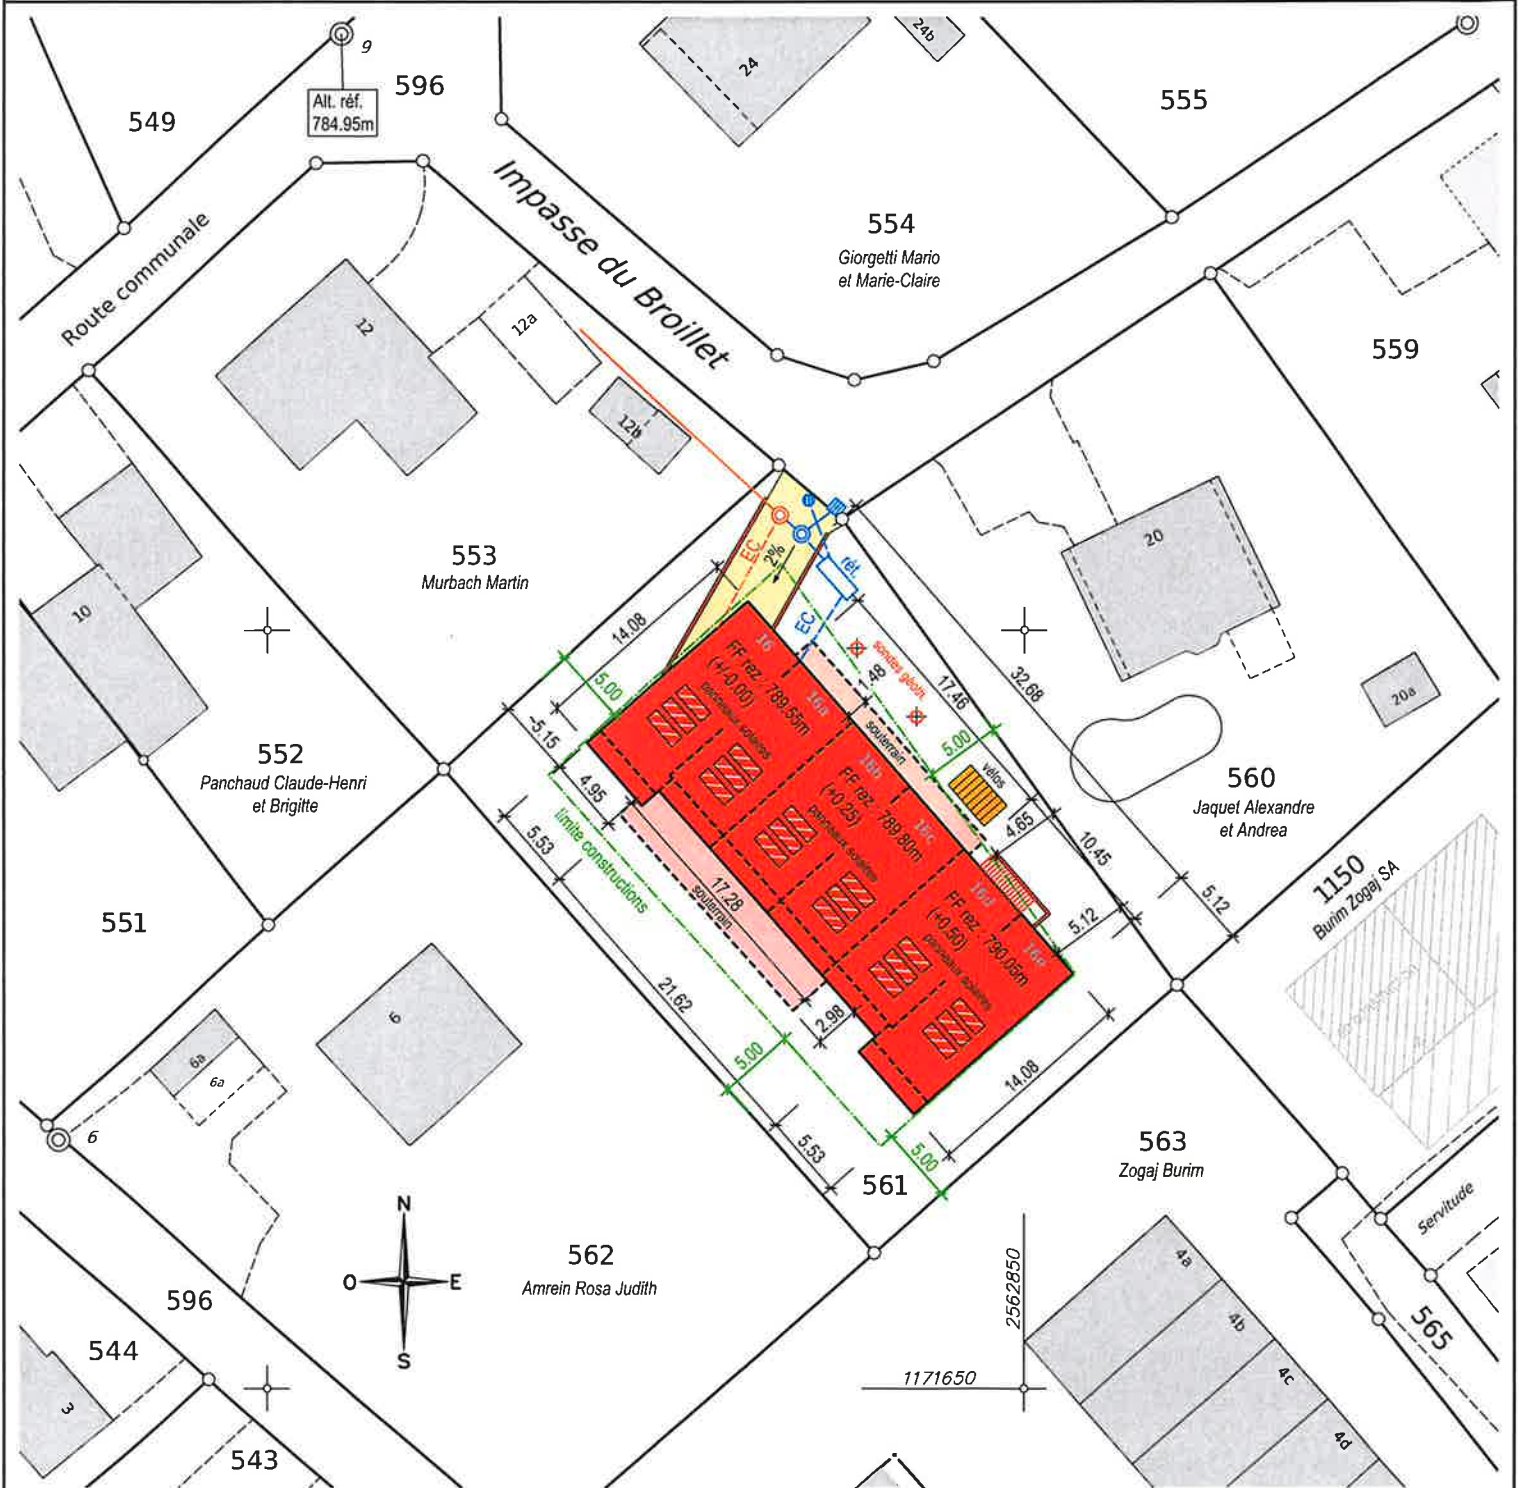 9
596
24
24b
Alt. réf.
784.95m
549
555
Impasse du Broillet
554
Giorgetti Mario
et Marie-Claire
Route communale
12
12a
12b
559
553
Murbach Martin
EC
2%
réf.
EC
20
10
14.08
5.00
16
FF rez : 789.55m
(+/-0.00)
panneaux solaires
16a
.48
sondes géoth.
17.46
32.68
20a
~5.15
4.95
souterrain
5.00
vélos
552
Panchaud Claude-Henri
et Brigitte
16b
FF rez : 789.80m
(+0.25)
panneaux solaires
16c
560
Jaquet Alexandre
et Andrea
5.53
limite constructions
4.65
10.45
5.12
1150
Burim Zogaj SA
551
17.28
souterrain
16d
FF rez : 790.05m
(+0.50)
panneaux solaires
16e
5.12
21.62
2.98
6
6a
6a
5.00
14.08
6
5.53
5.00
561
563
Zogaj Burim
Servitude
N
O
E
S
562
Amrein Rosa Judith
2562850
1171650
4a
4b
4c
4d
565
596
544
3
543